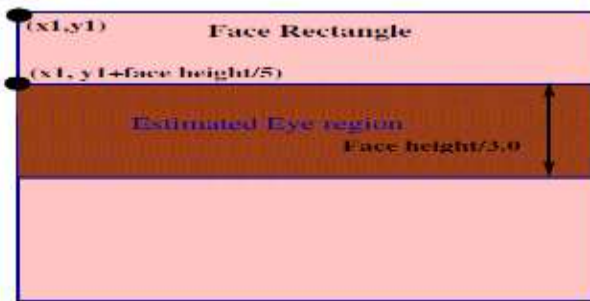 (x1,y1)
Face Rectangle
(x1, y1+face height/5)
Estimated Eye region
Face height/3.0